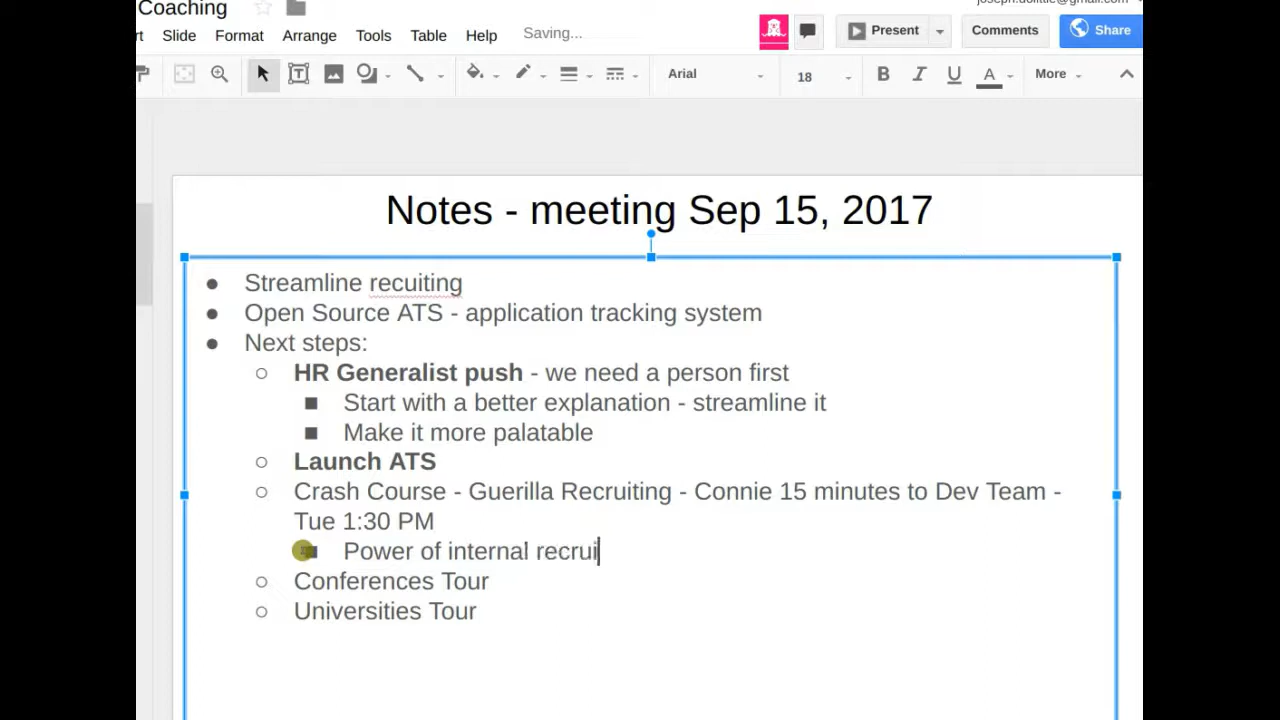 Coaching
Slide Format Arrange Tools Table Help Saving... Present Comments Share
Arial 18 B I U A More
Notes - meeting Sep 15, 2017
● Streamline recuiting
● Open Source ATS - application tracking system
● Next steps:
○ HR Generalist push - we need a person first
■ Start with a better explanation - streamline it
■ Make it more palatable
○ Launch ATS
○ Crash Course - Guerilla Recruiting - Connie 15 minutes to Dev Team -
Tue 1:30 PM
■ Power of internal recrui
○ Conferences Tour
○ Universities Tour